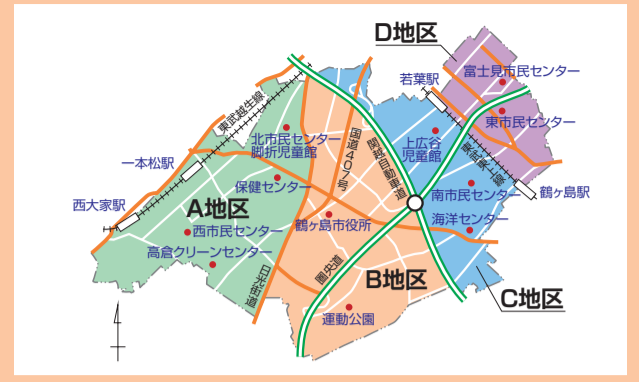 D地区
富士見市民センター
若葉駅
東武越生線
東市民センター
北市民センター
脚折児童館
国道407号
関越自動車道
上広谷
児童館
東武東上線
一本松駅
保健センター
南市民センター
鶴ヶ島駅
西大家駅
A地区
鶴ヶ島市役所
海洋センター
西市民センター
高倉クリーンセンター
日光街道
圏央道
B地区
C地区
運動公園